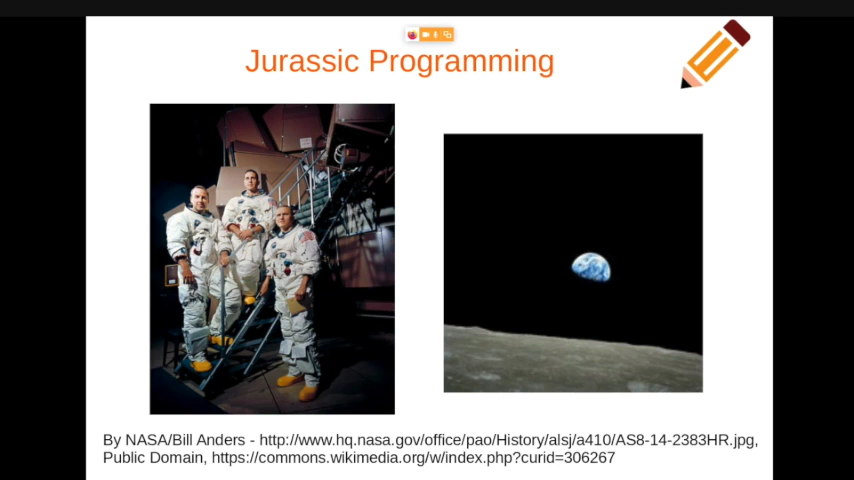 Jurassic Programming
By NASA/Bill Anders - http://www.hq.nasa.gov/office/pao/History/alsj/a410/AS8-14-2383HR.jpg,
Public Domain, https://commons.wikimedia.org/w/index.php?curid=306267